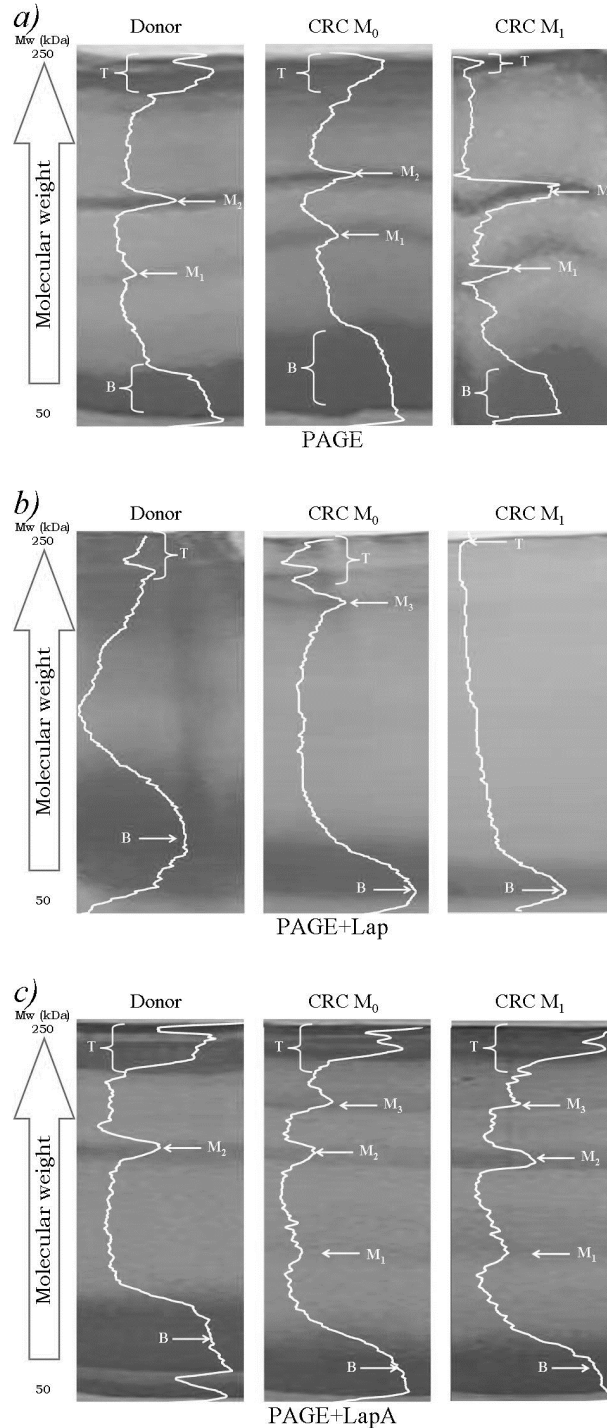 a)
Donor
CRC M₀
CRC M₁
Mw (kDa)
250
T
T
T
M₂
M₂
M
M₁
M₁
M₁
Molecular weight
B
B
B
50
PAGE
b)
Donor
CRC M₀
CRC M₁
Mw (kDa)
250
T
T
T
M₃
Molecular weight
B
B
B
50
PAGE+Lap
c)
Donor
CRC M₀
CRC M₁
Mw (kDa)
250
T
T
T
M₃
M₃
M₂
M₂
M₂
M₁
M₁
Molecular weight
B
B
B
50
PAGE+LapA